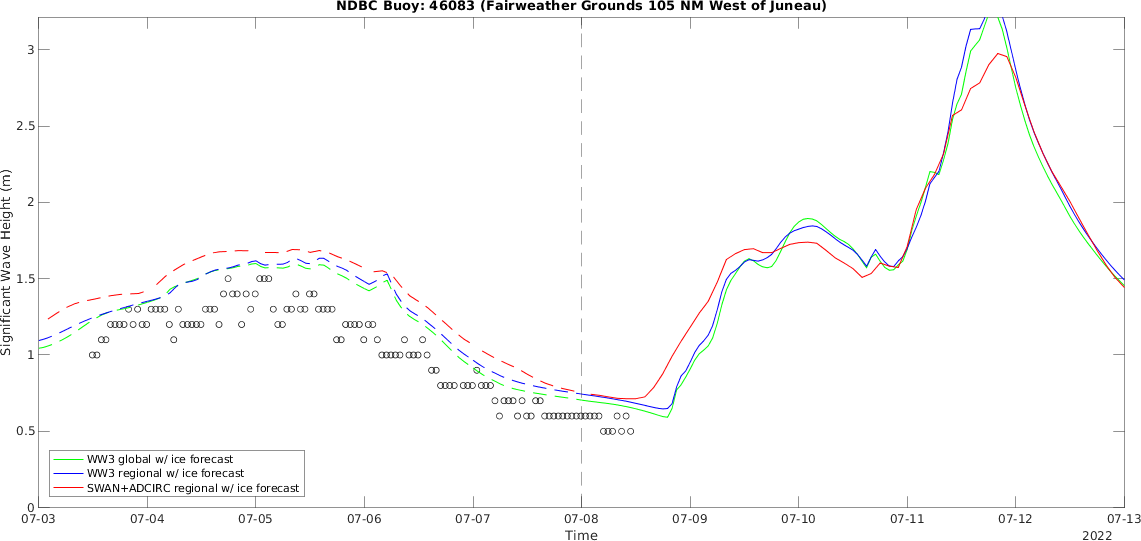 NDBC Buoy: 46083 (Fairweather Grounds 105 NM West of Juneau)
Significant Wave Height (m)
3
2.5
2
1.5
1
0.5
0
WW3 global w/ ice forecast
WW3 regional w/ ice forecast
SWAN+ADCIRC regional w/ ice forecast
07-03 07-04 07-05 07-06 07-07 07-08 07-09 07-10 07-11 07-12 07-13
Time
2022